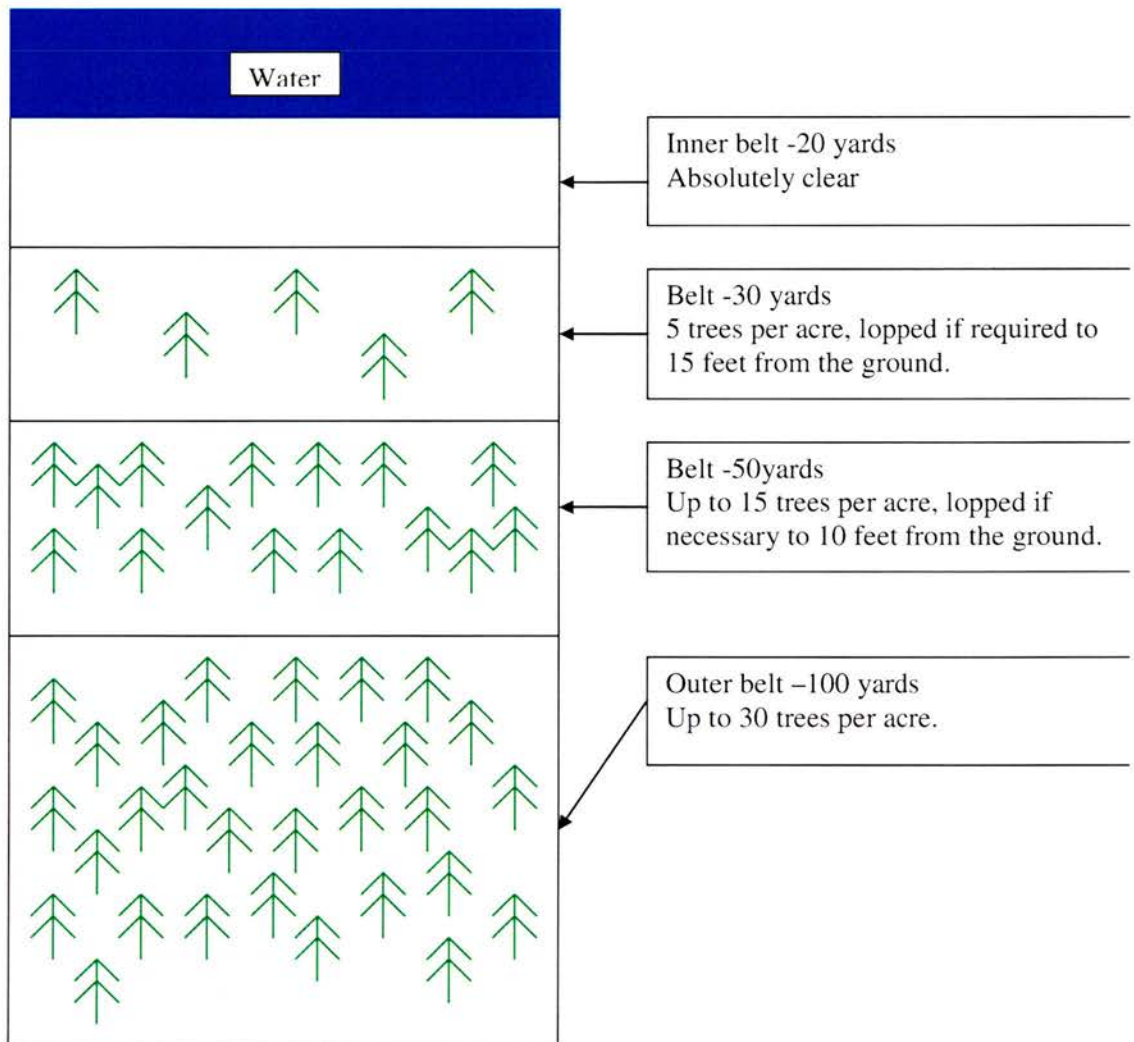 Water
Inner belt -20 yards
Absolutely clear
Belt -30 yards
5 trees per acre, lopped if required to
15 feet from the ground.
Belt -50yards
Up to 15 trees per acre, lopped if
necessary to 10 feet from the ground.
Outer belt –100 yards
Up to 30 trees per acre.